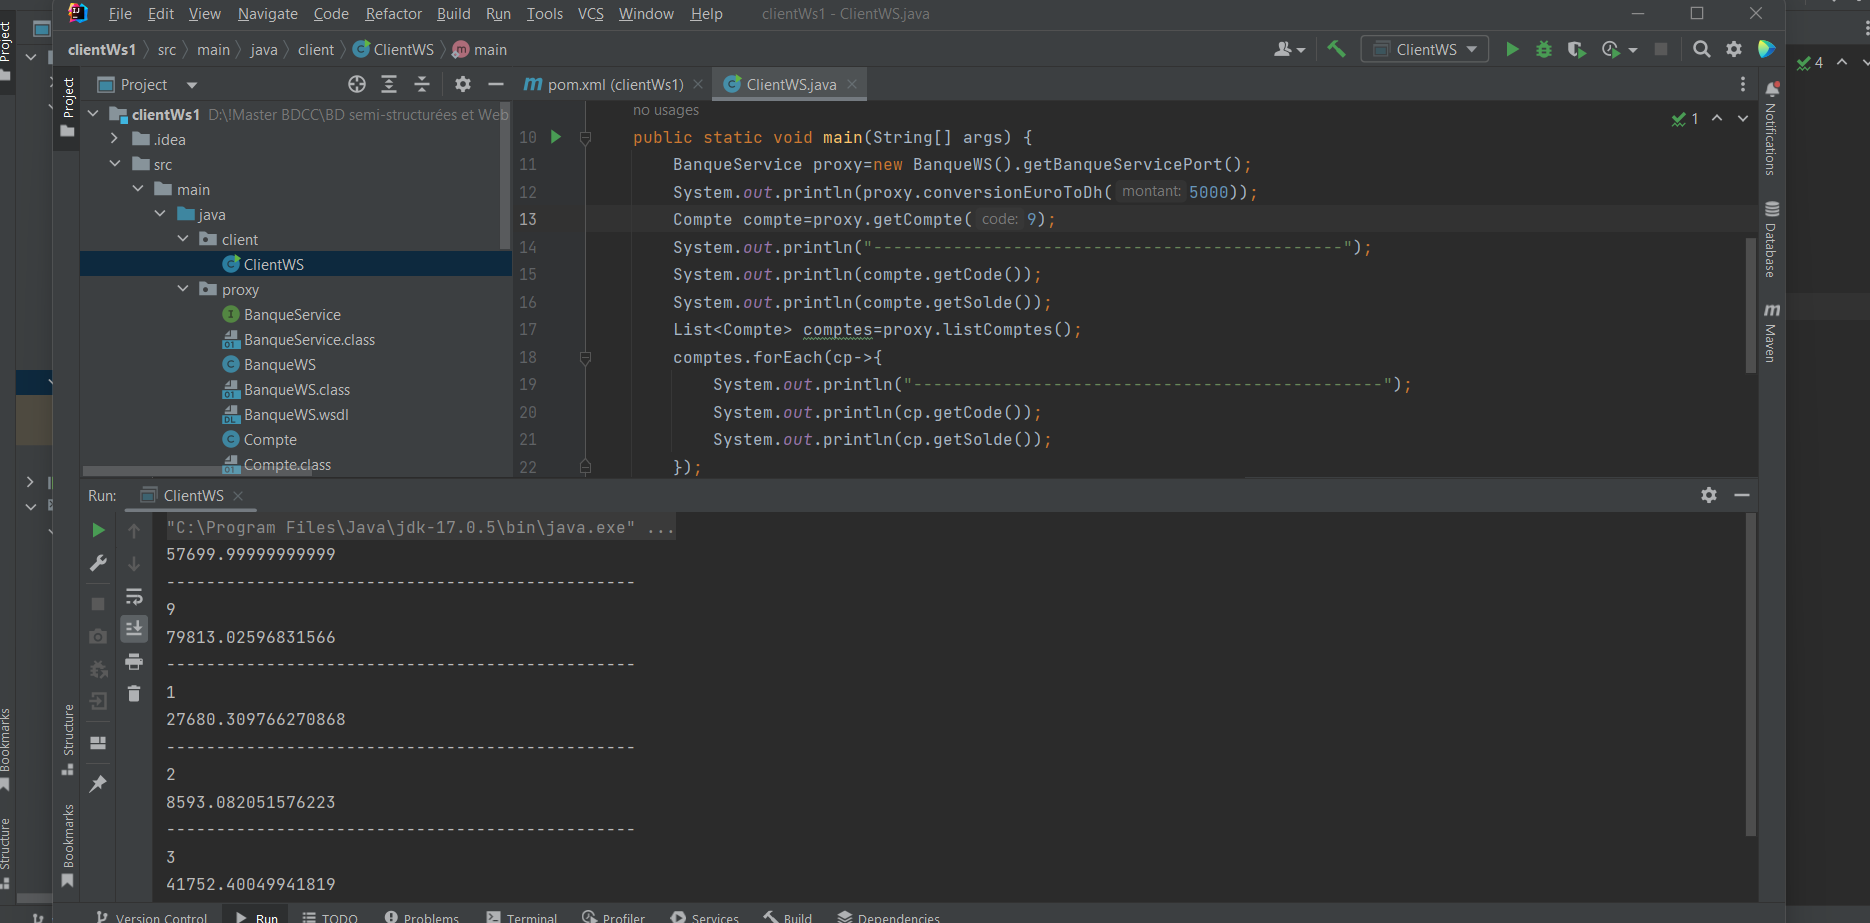 File Edit View Navigate Code Refactor Build Run Tools VCS Window Help clientWs1 - ClientWS.java
clientWs1 src main java client ClientWS main
ClientWS
4
Project
Project
Project
pom.xml (clientWs1)
ClientWS.java
clientWs1 D:\!Master BDCC\BD semi-structurées et Web
.idea
src
main
java
client
ClientWS
proxy
BanqueService
BanqueService.class
BanqueWS
BanqueWS.class
BanqueWS.wsdl
Compte
Compte.class
no usages
1
10 public static void main(String[] args) {
11 BanqueService proxy=new BanqueWS().getBanqueServicePort();
12 System.out.println(proxy.conversionEuroToDh( montant: 5000));
13 Compte compte=proxy.getCompte( code: 9);
14 System.out.println("-----------------------------------------------");
15 System.out.println(compte.getCode());
16 System.out.println(compte.getSolde());
17 List<Compte> comptes=proxy.listComptes();
18 comptes.forEach(cp->{
19 System.out.println("-----------------------------------------------");
20 System.out.println(cp.getCode());
21 System.out.println(cp.getSolde());
22 });
Notifications
Database
Maven
Run: ClientWS
"C:\Program Files\Java\jdk-17.0.5\bin\java.exe" ...
57699.99999999999
-----------------------------------------------
9
79813.02596831566
-----------------------------------------------
1
27680.309766270868
-----------------------------------------------
2
8593.082051576223
-----------------------------------------------
3
41752.40049941819
Bookmarks
Structure
Structure
Bookmarks
Version Control Run TODO Problems Terminal Profiler Services Build Dependencies